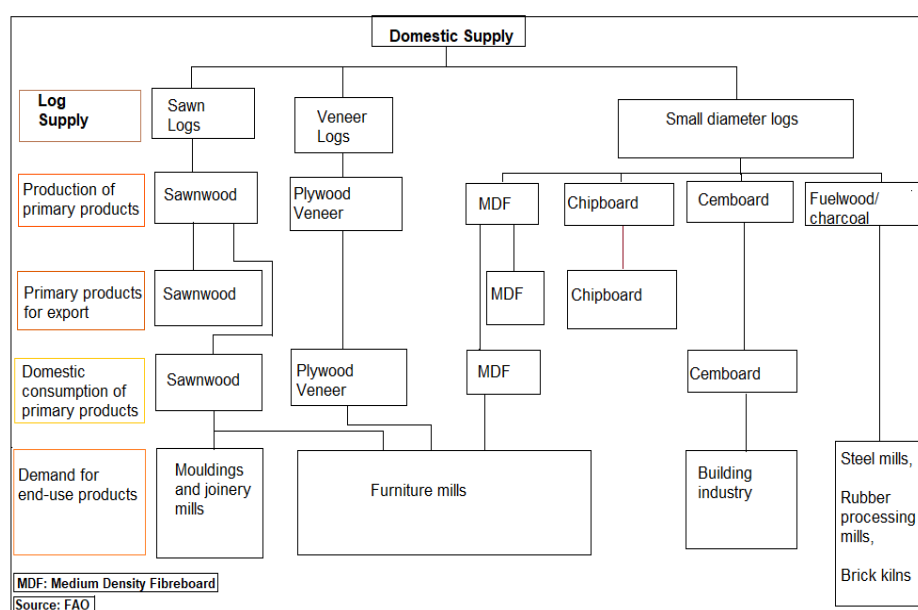 Domestic Supply
Log
Supply
Sawn
Logs
Veneer
Logs
Small diameter logs
Production of
primary products
Sawnwood
Plywood
Veneer
MDF
Chipboard
Cemboard
Fuelwood/
charcoal
Primary products
for export
Sawnwood
MDF
Chipboard
Domestic
consumption of
primary products
Sawnwood
Plywood
Veneer
MDF
Cemboard
Demand for
end-use products
Mouldings
and joinery
mills
Furniture mills
Building
industry
Steel mills,
Rubber
processing
mills,
Brick kilns
MDF: Medium Density Fibreboard
Source: FAO